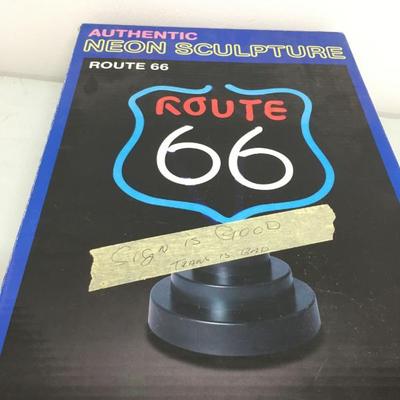 AUTHENTIC
NEON SCULPTURE
ROUTE 66
ROUTE
66
SIGN IS GOOD
TRANS IS BAD